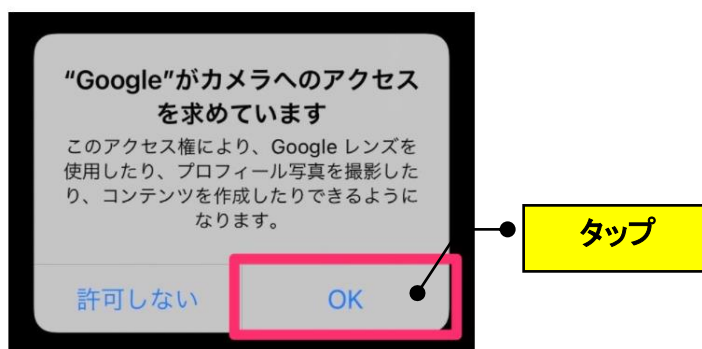 “Google”がカメラへのアクセス
を求めています
このアクセス権により、Google レンズを
使用したり、プロフィール写真を撮影した
り、コンテンツを作成したりできるように
なります。
許可しない
OK
タップ